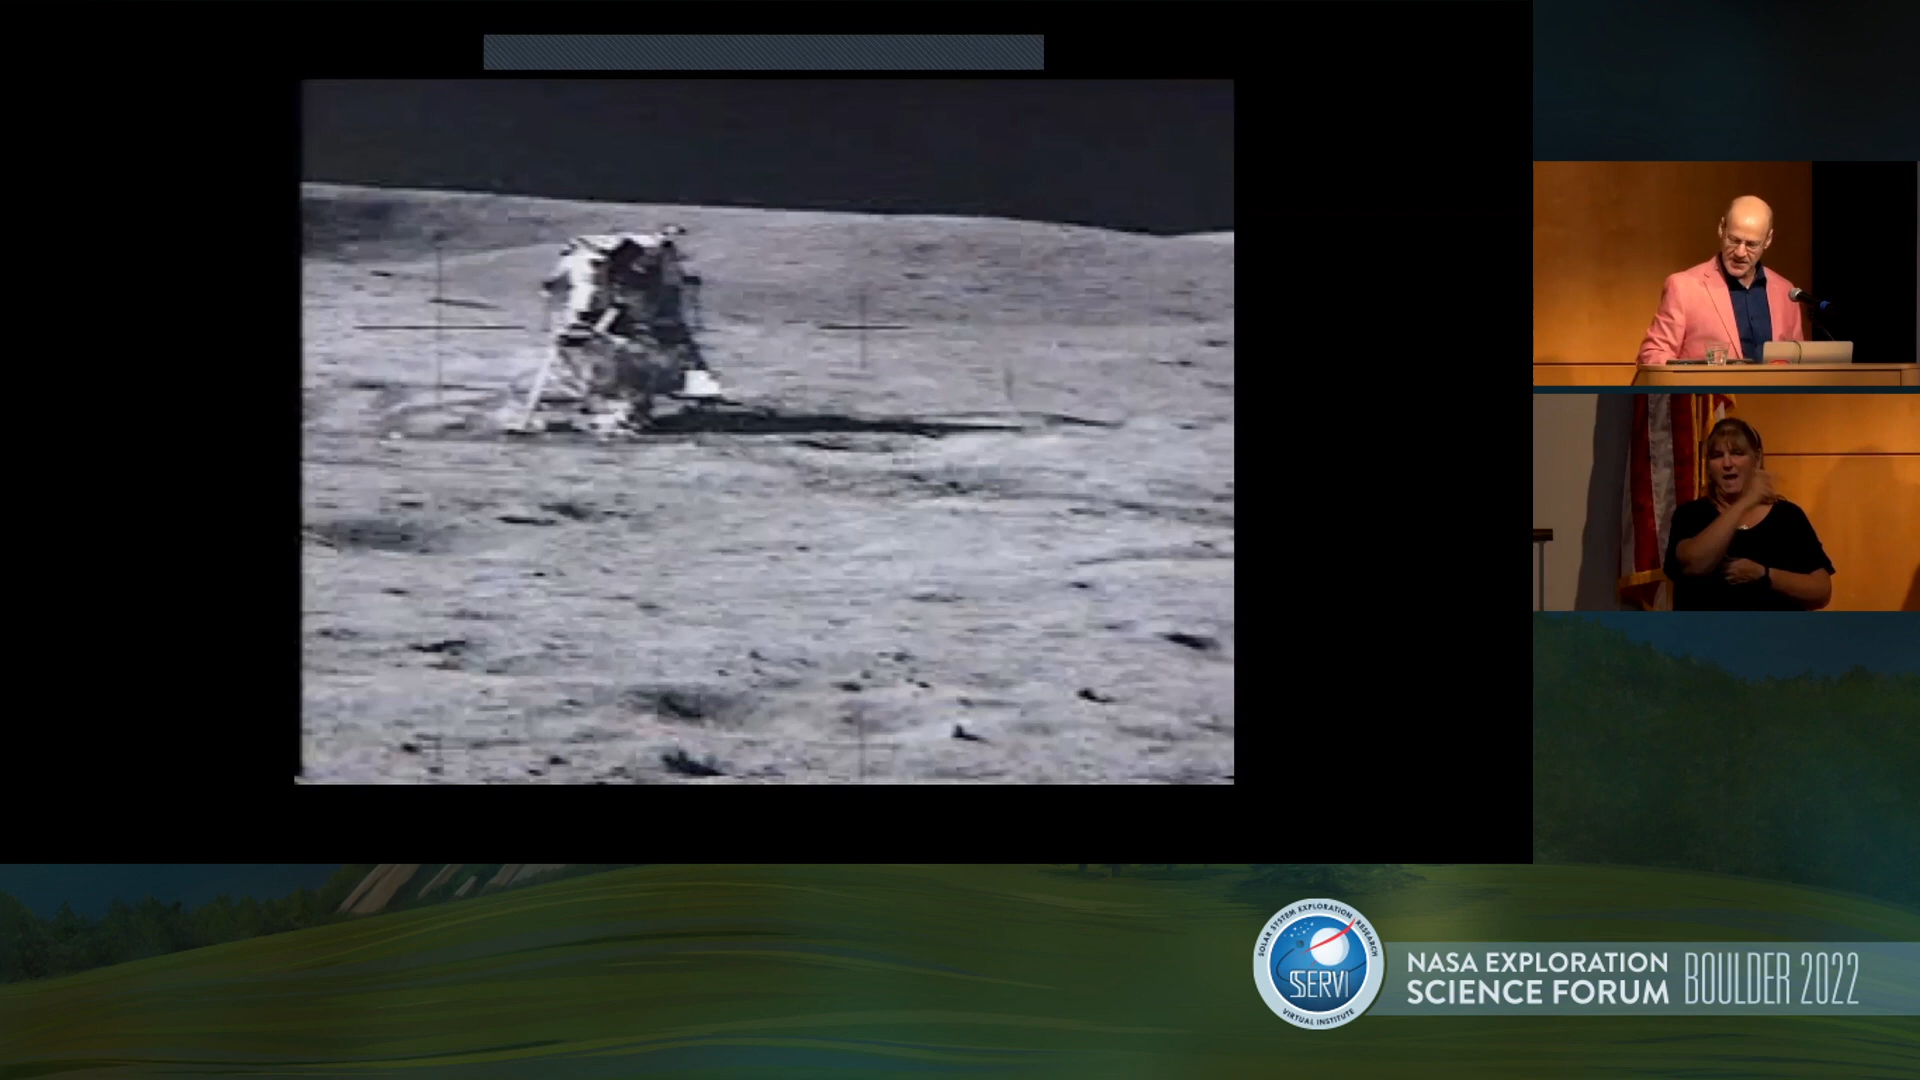 SOLAR SYSTEM EXPLORATION RESEARCH
SSERVI
VIRTUAL INSTITUTE
NASA EXPLORATION
SCIENCE FORUM
BOULDER 2022